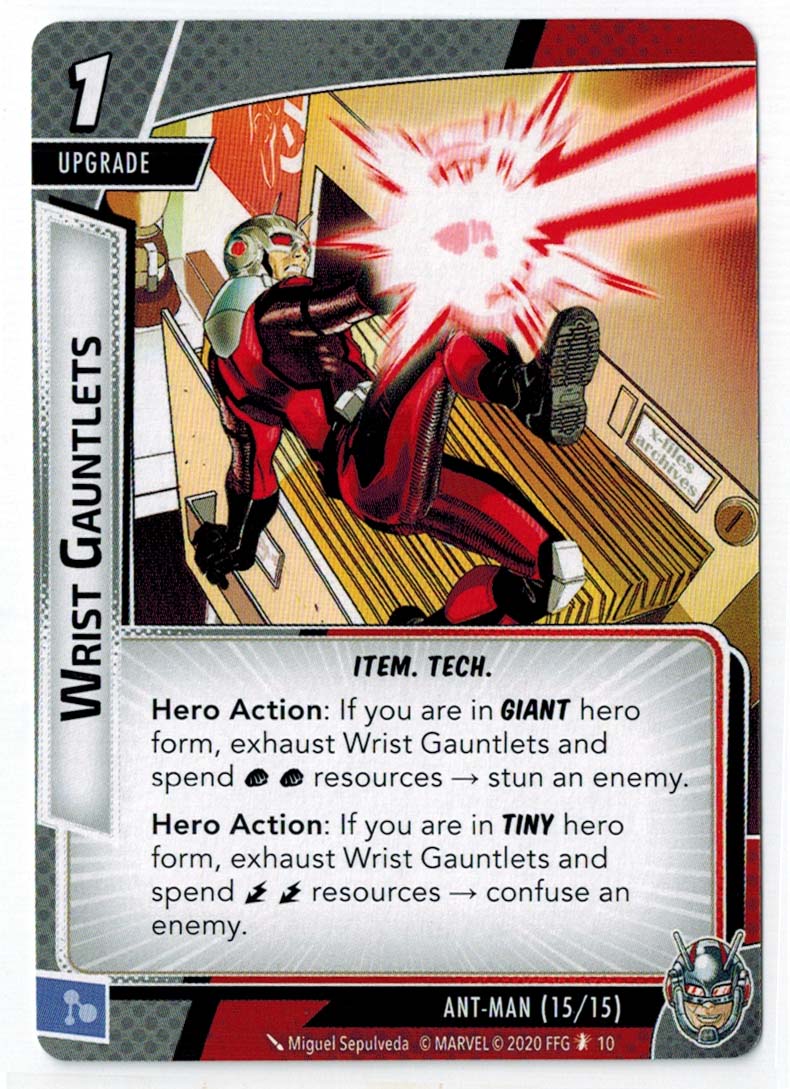 1
UPGRADE
WRIST GAUNTLETS
x-files
archives
ITEM. TECH.
Hero Action: If you are in GIANT hero
form, exhaust Wrist Gauntlets and
spend resources → stun an enemy.
Hero Action: If you are in TINY hero
form, exhaust Wrist Gauntlets and
spend resources → confuse an
enemy.
ANT-MAN (15/15)
Miguel Sepulveda © MARVEL © 2020 FFG 10